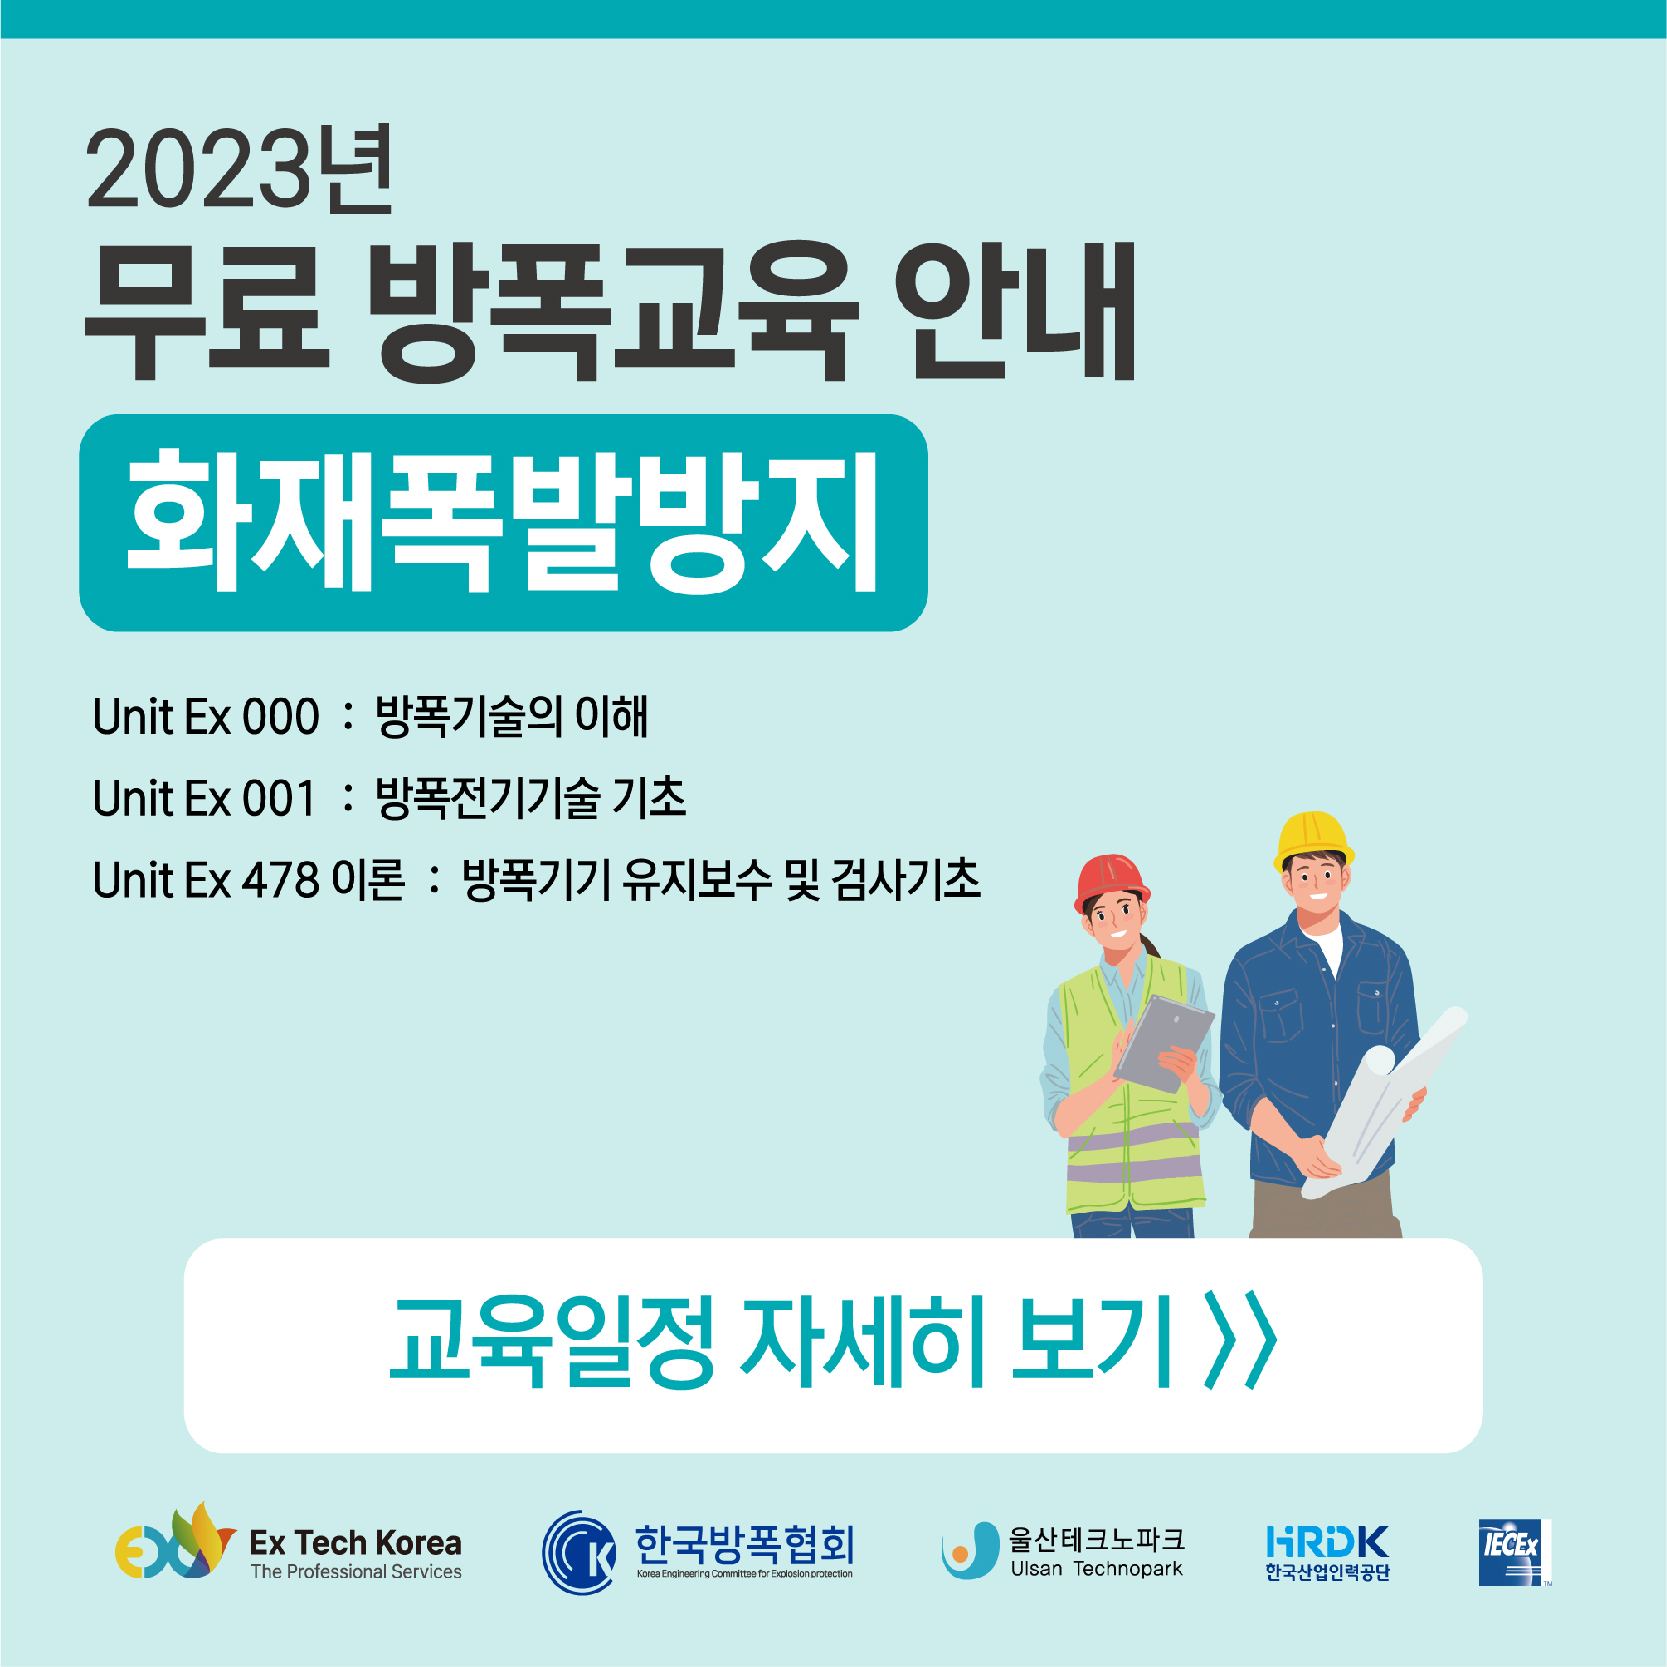 2023년
무료 방폭교육 안내
화재폭발방지
Unit Ex 000 : 방폭기술의 이해
Unit Ex 001 : 방폭전기기술 기초
Unit Ex 478 이론 : 방폭기기 유지보수 및 검사기초
교육일정 자세히 보기 >>
Ex Tech Korea
The Professional Services
한국방폭협회
Korea Engineering Committee for Explosion protection
울산테크노파크
Ulsan Technopark
HRDK
한국산업인력공단
IECEx
TM